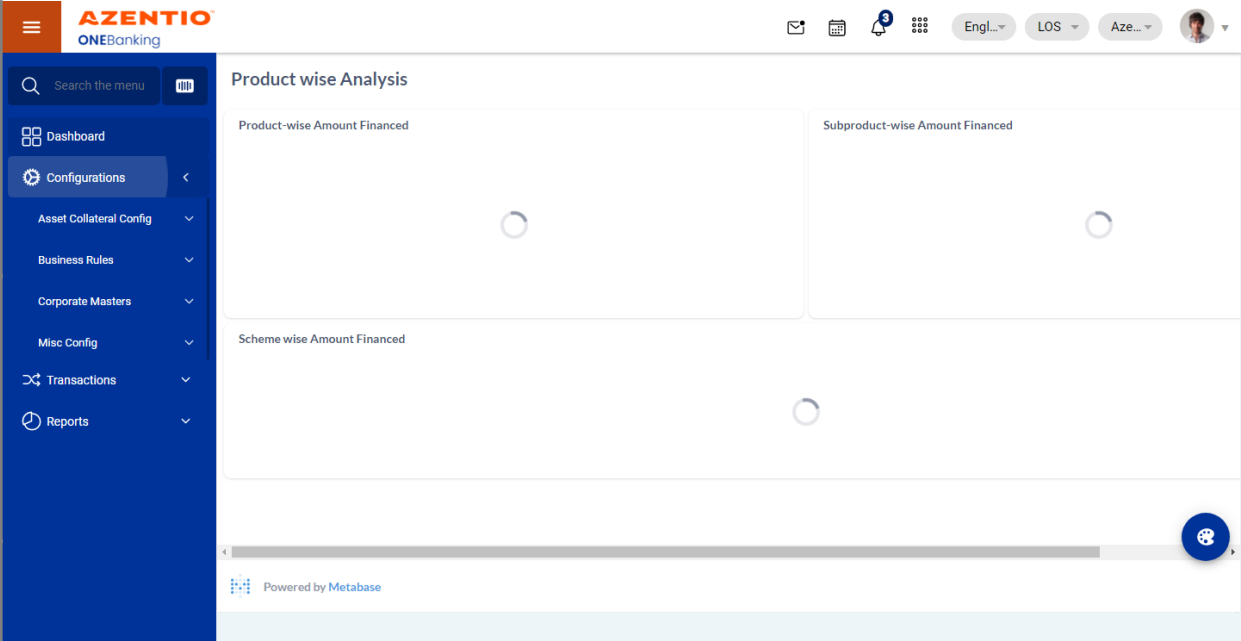 AZENTIO™
ONEBanking
3
Engl...
LOS
Aze...
Search the menu
Dashboard
Configurations
Asset Collateral Config
Business Rules
Corporate Masters
Misc Config
Transactions
Reports
Product wise Analysis
Product-wise Amount Financed
Subproduct-wise Amount Financed
Scheme wise Amount Financed
Powered by Metabase